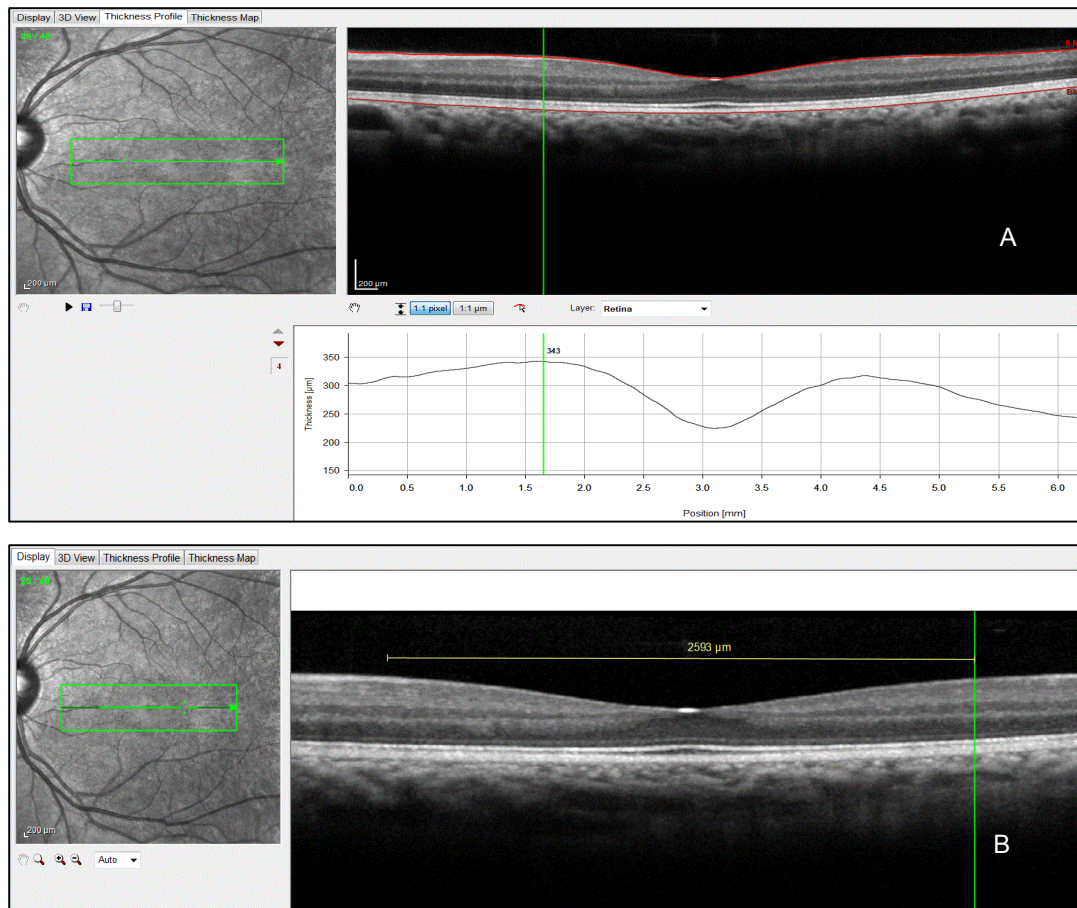 Display 3D View Thickness Profile Thickness Map
200 µm
200 µm
A
1:1 pixel 1:1 µm Layer: Retina
4
343
Thickness [µm]
350
300
250
200
150
0.0 0.5 1.0 1.5 2.0 2.5 3.0 3.5 4.0 4.5 5.0 5.5 6.0
Position [mm]
Display 3D View Thickness Profile Thickness Map
200 µm
Auto
2593 µm
B